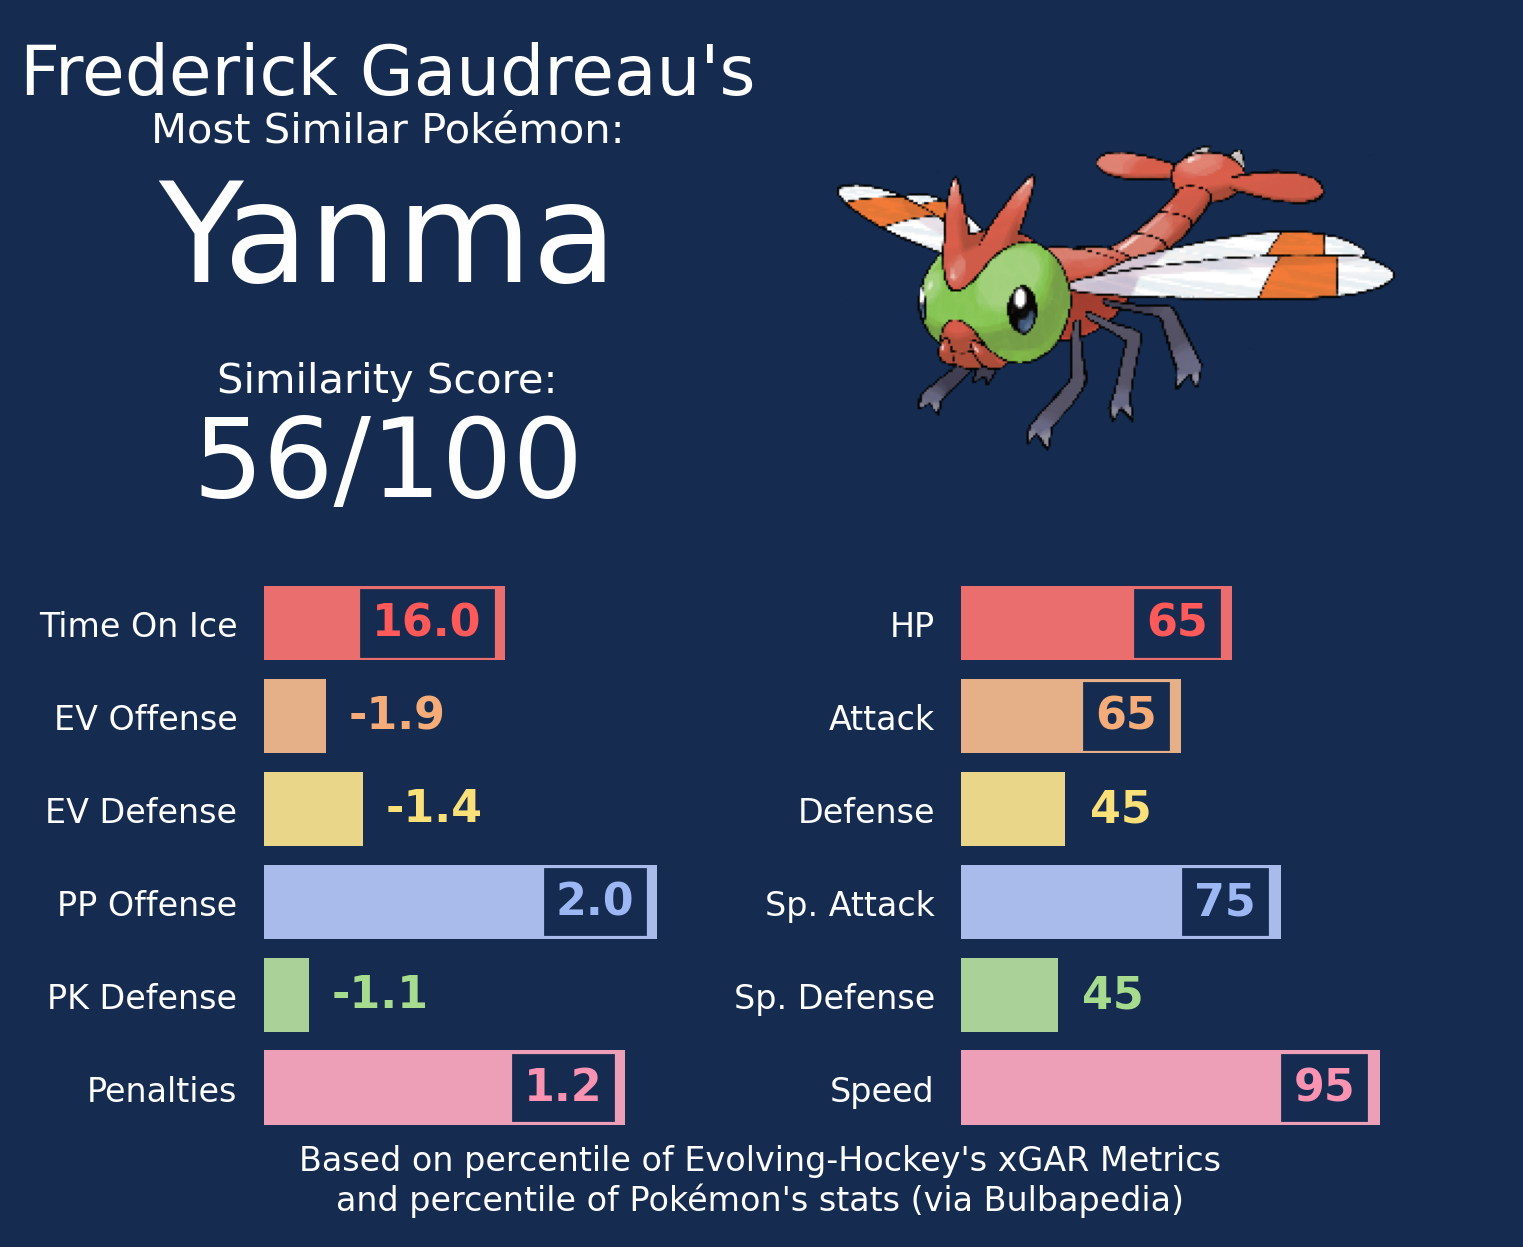 Frederick Gaudreau's
Most Similar Pokémon:
Yanma
Similarity Score:
56/100
Time On Ice 16.0
EV Offense -1.9
EV Defense -1.4
PP Offense 2.0
PK Defense -1.1
Penalties 1.2
HP 65
Attack 65
Defense 45
Sp. Attack 75
Sp. Defense 45
Speed 95
Based on percentile of Evolving-Hockey's xGAR Metrics
and percentile of Pokémon's stats (via Bulbapedia)